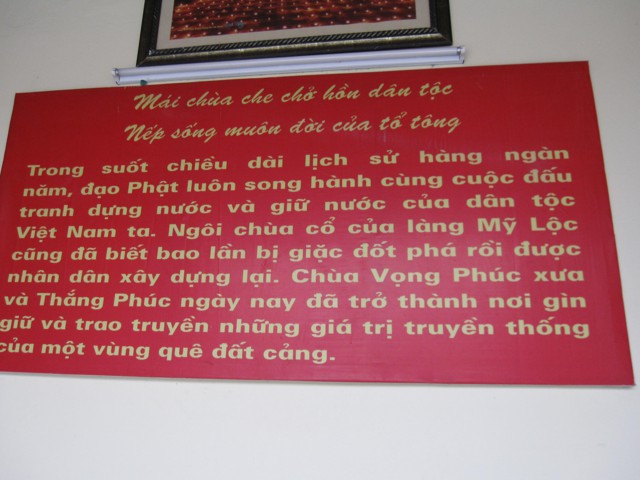 Mái chùa che chở hồn dân tộc
Nếp sống muôn đời của tổ tông
Trong suốt chiều dài lịch sử hàng ngàn
năm, đạo Phật luôn song hành cùng cuộc đấu
tranh dựng nước và giữ nước của dân tộc
Việt Nam ta. Ngôi chùa cổ của làng Mỹ Lộc
cũng đã biết bao lần bị giặc đốt phá rồi được
nhân dân xây dựng lại. Chùa Vọng Phúc xưa
và Thắng Phúc ngày nay đã trở thành nơi gìn
giữ và trao truyền những giá trị truyền thống
của một vùng quê đất cảng.